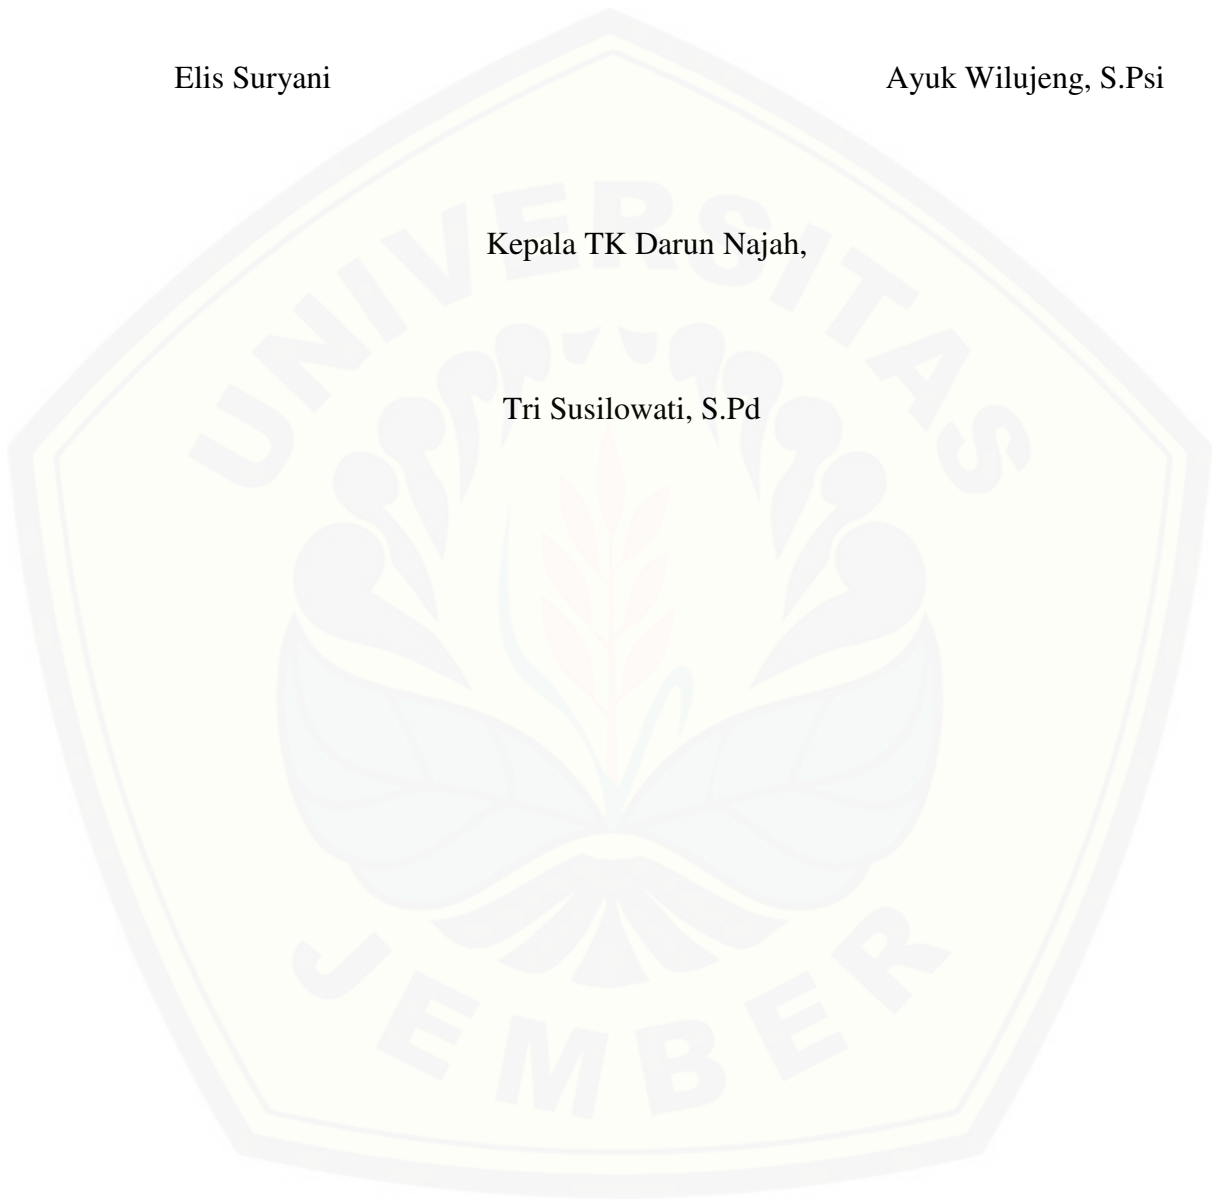 Elis Suryani Ayuk Wilujeng, S.Psi
Kepala TK Darun Najah,
Tri Susilowati, S.Pd
UNIVERSITAS
JEMBER